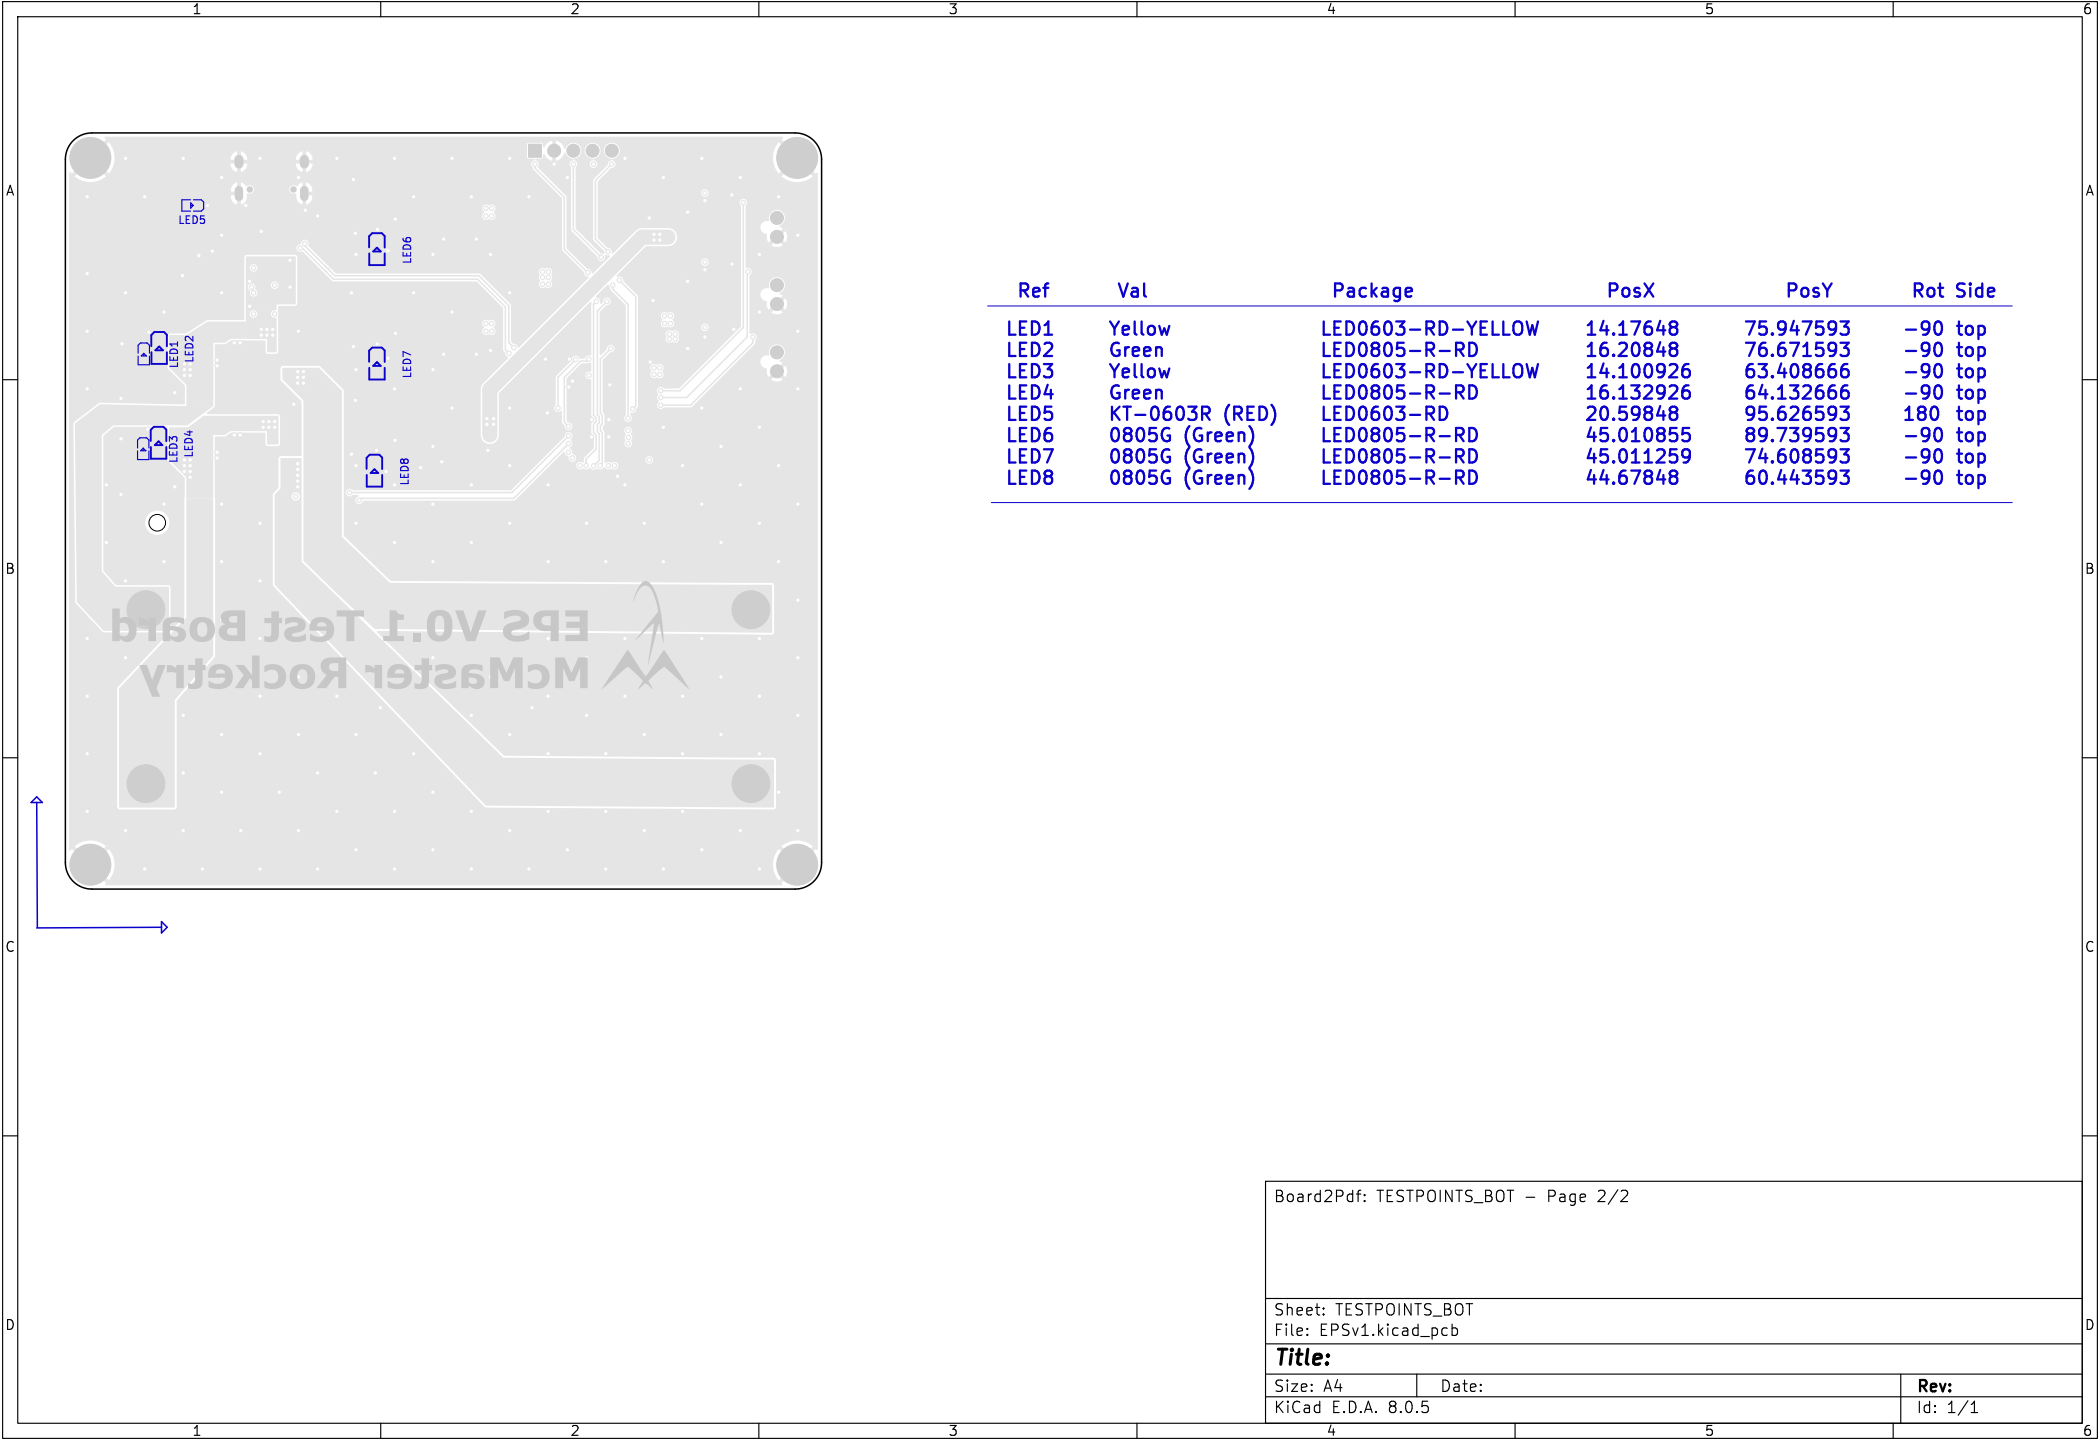 1 2 3 4 5 6
A A
LED5
LED6
LED1
LED2
LED7
LED3
LED4
LED8
B B
EPS V0.1 Test Board
McMaster Rocketry
Ref Val Package PosX PosY Rot Side
LED1 Yellow LED0603-RD-YELLOW 14.17648 75.947593 -90 top
LED2 Green LED0805-R-RD 16.20848 76.671593 -90 top
LED3 Yellow LED0603-RD-YELLOW 14.100926 63.408666 -90 top
LED4 Green LED0805-R-RD 16.132926 64.132666 -90 top
LED5 KT-0603R (RED) LED0603-RD 20.59848 95.626593 180 top
LED6 0805G (Green) LED0805-R-RD 45.010855 89.739593 -90 top
LED7 0805G (Green) LED0805-R-RD 45.011259 74.608593 -90 top
LED8 0805G (Green) LED0805-R-RD 44.67848 60.443593 -90 top
C C
D D
Board2Pdf: TESTPOINTS_BOT - Page 2/2
Sheet: TESTPOINTS_BOT
File: EPSv1.kicad_pcb
Title:
Size: A4 Date: Rev:
KiCad E.D.A. 8.0.5 Id: 1/1
1 2 3 4 5 6